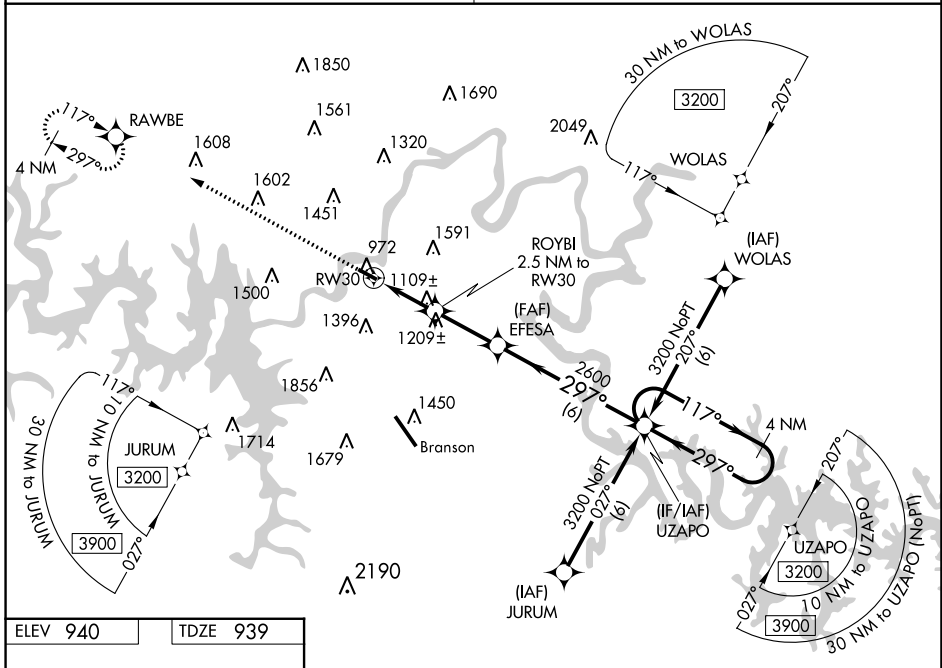 30 NM to WOLAS
3200
207°
WOLAS
117°
1850
1690
1561
2049
117°
RAWBE
1608
1320
297°
4 NM
1602
1451
972
1591
ROYBI
2.5 NM to
RW30
(IAF)
WOLAS
RW30
1109±
1500
(FAF)
EFESA
1396
1209±
3200 NoPT
207°
(6)
2600
297°
(6)
117°
4 NM
297°
1856
1450
Branson
1714
1679
117°
10 NM to JURUM
30 NM to JURUM
JURUM
3200
3900
027°
3200 NoPT
027°
(6)
(IF/IAF)
UZAPO
207°
UZAPO
3200
027°
10 NM to UZAPO
3900
30 NM to UZAPO (NoPT)
2190
(IAF)
JURUM
ELEV 940
TDZE 939